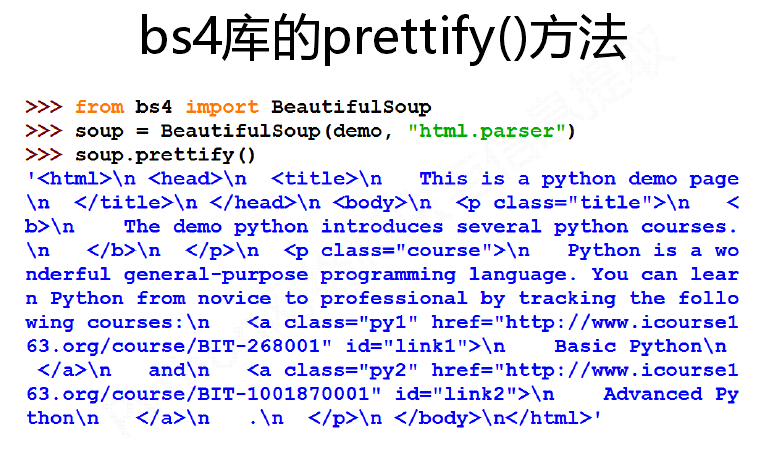 bs4库的prettify()方法
>>> from bs4 import BeautifulSoup
>>> soup = BeautifulSoup(demo, "html.parser")
>>> soup.prettify()
'<html>\n <head>\n  <title>\n   This is a python demo page
\n  </title>\n </head>\n <body>\n  <p class="title">\n   <
b>\n    The demo python introduces several python courses.
\n   </b>\n  </p>\n  <p class="course">\n   Python is a wo
nderful general-purpose programming language. You can lear
n Python from novice to professional by tracking the follo
wing courses:\n   <a class="py1" href="http://www.icourse1
63.org/course/BIT-268001" id="link1">\n    Basic Python\n
 </a>\n   and\n   <a class="py2" href="http://www.icourse1
63.org/course/BIT-1001870001" id="link2">\n    Advanced Py
thon\n   </a>\n   .\n  </p>\n </body>\n</html>'